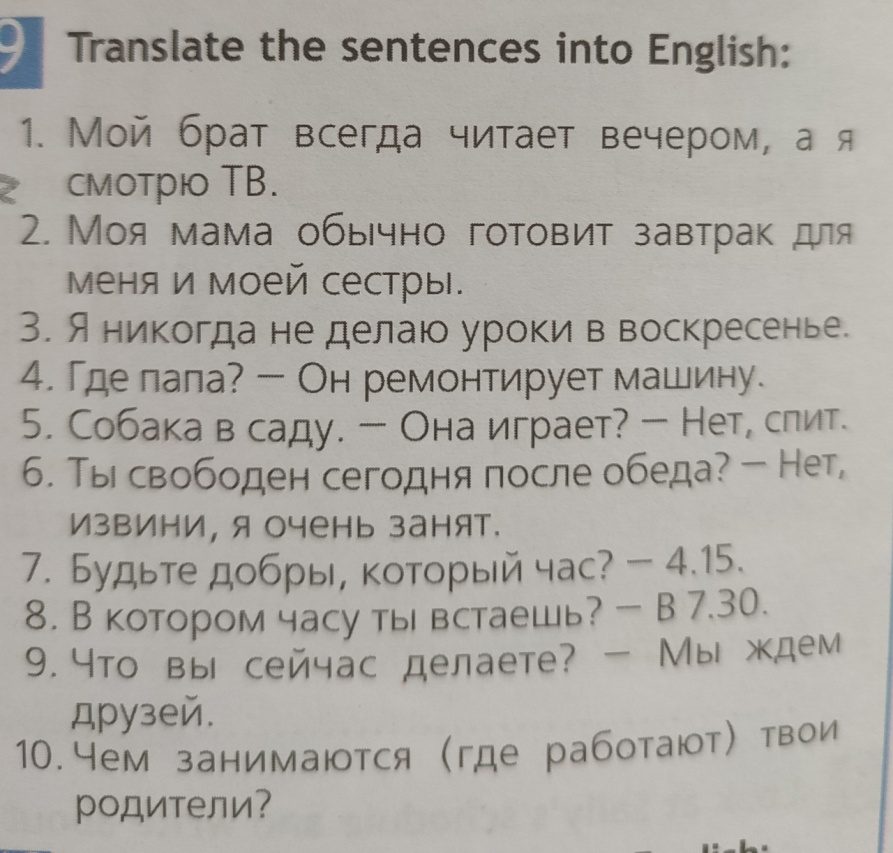 9 Translate the sentences into English:
1. Мой брат всегда читает вечером, а я
смотрю ТВ.
2. Моя мама обычно готовит завтрак для
меня и моей сестры.
3. Я никогда не делаю уроки в воскресенье.
4. Где папа? — Он ремонтирует машину.
5. Собака в саду. — Она играет? — Нет, спит.
6. Ты свободен сегодня после обеда? — Нет,
извини, я очень занят.
7. Будьте добры, который час? — 4.15.
8. В котором часу ты встаешь? — В 7.30.
9. Что вы сейчас делаете? — Мы ждем
друзей.
10. Чем занимаются (где работают) твои
родители?